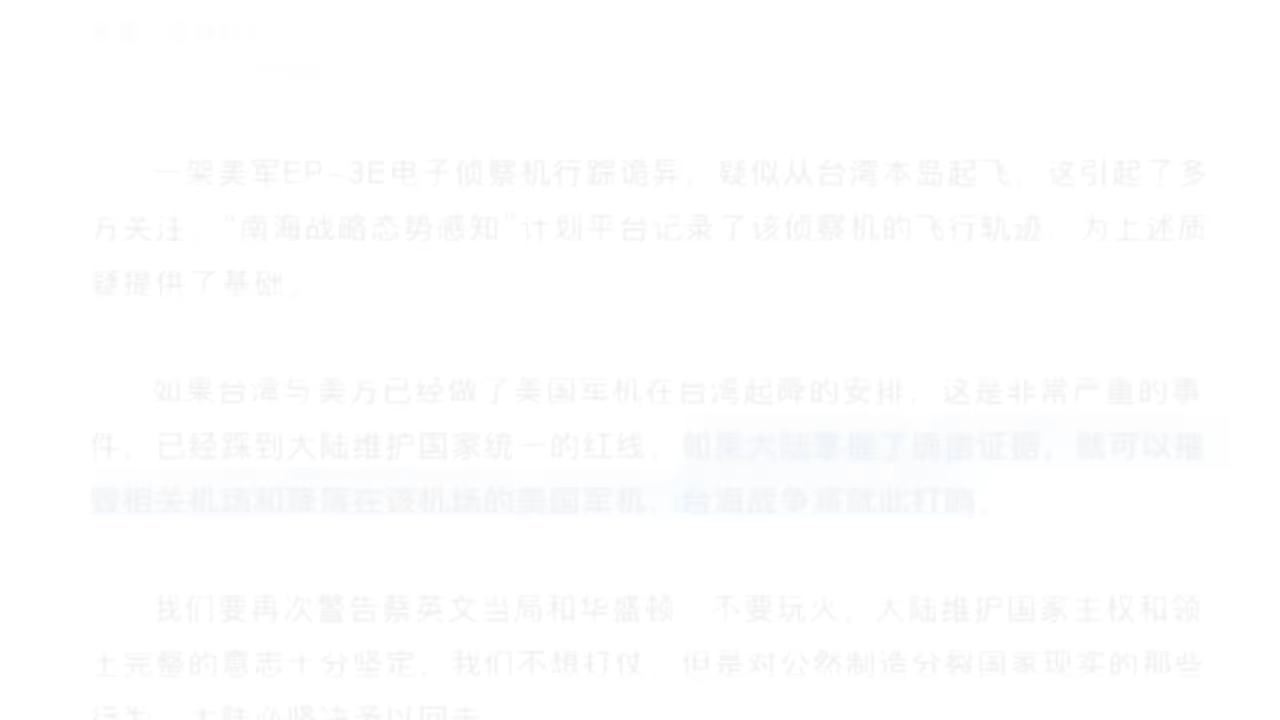 一架美军EP-3E电子侦察机行踪诡异，疑似从台湾本岛起飞，这引起了多
方关注，“南海战略态势感知”计划平台记录了该侦察机的飞行轨迹，为上述质
疑提供了基础。
如果台湾与美方已经做了美国军机在台湾起降的安排，这是非常严重的事
件，已经踩到大陆维护国家统一的红线，如果大陆掌握了确凿证据，就可以摧
毁相关机场和降落在该机场的美国军机，台海战争将就此打响。
我们要再次警告蔡英文当局和华盛顿，不要玩火，大陆维护国家主权和领
土完整的意志十分坚定，我们不想打仗，但是对公然制造分裂国家现实的那些
行为，大陆必坚决予以回击